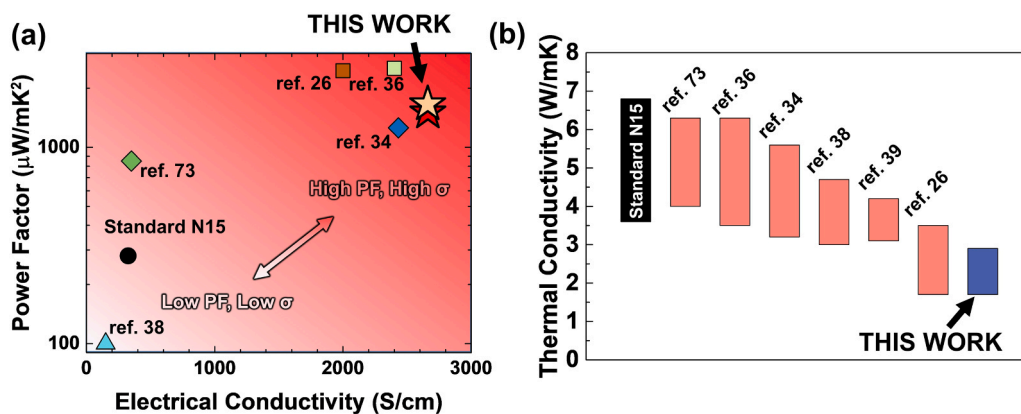 (a)
THIS WORK
Power Factor (μW/mK²)
1000
100
ref. 26
ref. 36
ref. 34
ref. 73
High PF, High σ
Standard N15
Low PF, Low σ
ref. 38
0
1000
2000
3000
Electrical Conductivity (S/cm)
(b)
Thermal Conductivity (W/mK)
8
7
6
5
4
3
2
1
0
Standard N15
ref. 73
ref. 36
ref. 34
ref. 38
ref. 39
ref. 26
THIS WORK